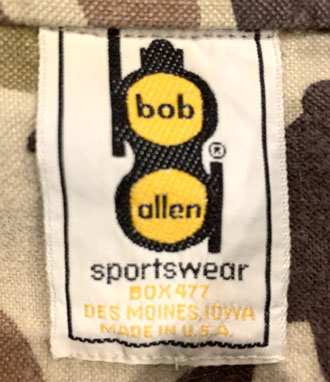 bob
allen
®
sportswear
BOX 477
DES MOINES, IOWA
MADE IN U.S.A.